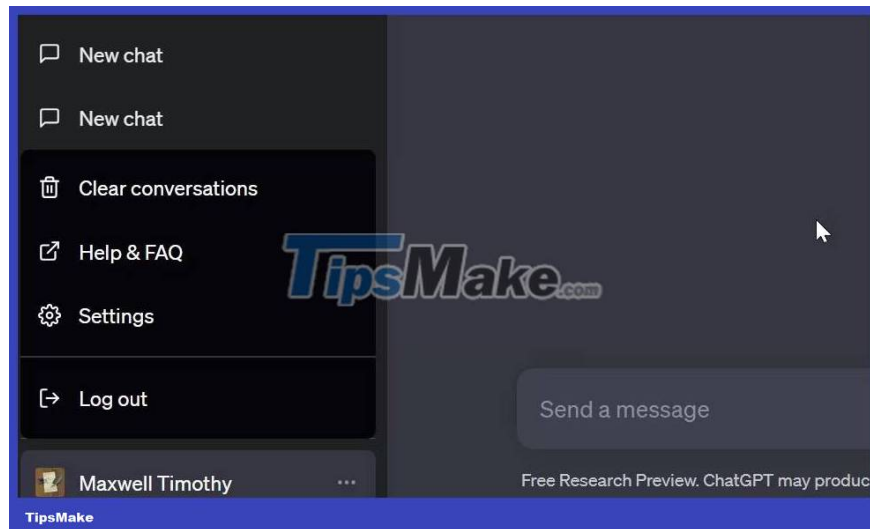 New chat
New chat
Clear conversations
Help & FAQ
TipsMake.com
Settings
Log out
Send a message
Maxwell Timothy
Free Research Preview. ChatGPT may produc
TipsMake